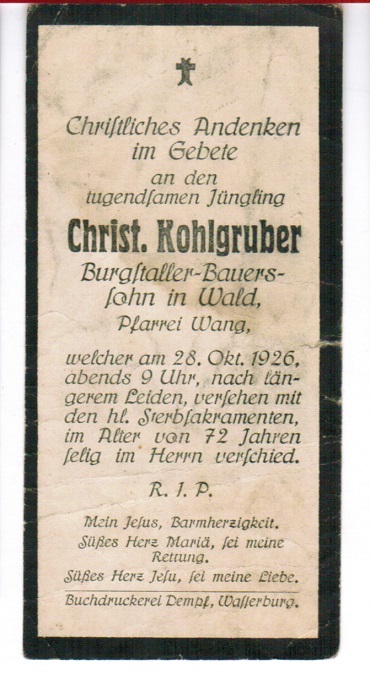 Chriſtliches Andenken
im Gebete
an den
tugendſamen Jüngling
Christ. Kohlgruber
Burgſtaller-Bauers-
ſohn in Wald,
Pfarrei Wang,
welcher am 28. Okt. 1926,
abends 9 Uhr, nach län-
gerem Leiden, verſehen mit
den hl. Sterbſakramenten,
im Alter von 72 Jahren
ſelig im Herrn verſchied.
R. I. P.
Mein Jeſus, Barmherzigkeit.
Süßes Herz Mariä, ſei meine
Rettung.
Süßes Herz Jeſu, ſei meine Liebe.
Buchdruckerei Dempf, Waſſerburg.